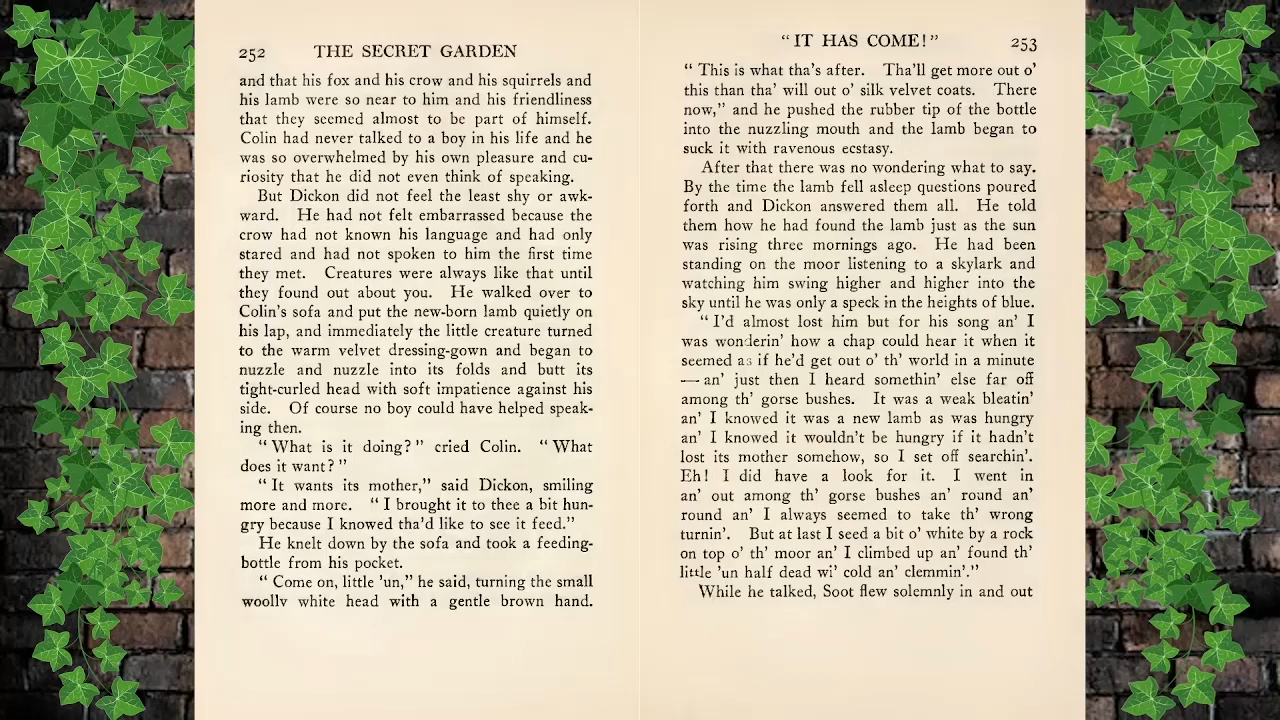 252 THE SECRET GARDEN
and that his fox and his crow and his squirrels and
his lamb were so near to him and his friendliness
that they seemed almost to be part of himself.
Colin had never talked to a boy in his life and he
was so overwhelmed by his own pleasure and cu-
riosity that he did not even think of speaking.
But Dickon did not feel the least shy or awk-
ward. He had not felt embarrassed because the
crow had not known his language and had only
stared and had not spoken to him the first time
they met. Creatures were always like that until
they found out about you. He walked over to
Colin's sofa and put the new-born lamb quietly on
his lap, and immediately the little creature turned
to the warm velvet dressing-gown and began to
nuzzle and nuzzle into its folds and butt its
tight-curled head with soft impatience against his
side. Of course no boy could have helped speak-
ing then.
"What is it doing?" cried Colin. "What
does it want?"
"It wants its mother," said Dickon, smiling
more and more. "I brought it to thee a bit hun-
gry because I knowed tha'd like to see it feed."
He knelt down by the sofa and took a feeding-
bottle from his pocket.
"Come on, little 'un," he said, turning the small
woolly white head with a gentle brown hand.
"IT HAS COME!" 253
"This is what tha's after. Tha'll get more out o'
this than tha' will out o' silk velvet coats. There
now," and he pushed the rubber tip of the bottle
into the nuzzling mouth and the lamb began to
suck it with ravenous ecstasy.
After that there was no wondering what to say.
By the time the lamb fell asleep questions poured
forth and Dickon answered them all. He told
them how he had found the lamb just as the sun
was rising three mornings ago. He had been
standing on the moor listening to a skylark and
watching him swing higher and higher into the
sky until he was only a speck in the heights of blue.
"I'd almost lost him but for his song an' I
was wonderin' how a chap could hear it when it
seemed as if he'd get out o' th' world in a minute
— an' just then I heard somethin' else far off
among th' gorse bushes. It was a weak bleatin'
an' I knowed it was a new lamb as was hungry
an' I knowed it wouldn't be hungry if it hadn't
lost its mother somehow, so I set off searchin'.
Eh! I did have a look for it. I went in
an' out among th' gorse bushes an' round an'
round an' I always seemed to take th' wrong
turnin'. But at last I seed a bit o' white by a rock
on top o' th' moor an' I climbed up an' found th'
little 'un half dead wi' cold an' clemmin'."
While he talked, Soot flew solemnly in and out